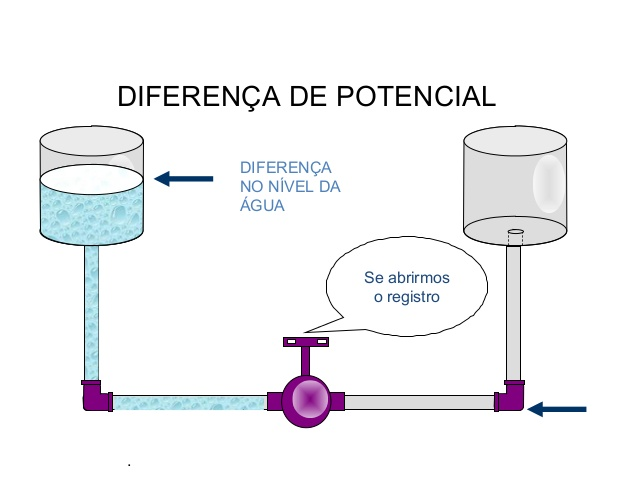 DIFERENÇA DE POTENCIAL
DIFERENÇA
NO NÍVEL DA
ÁGUA
Se abrirmos
o registro
.